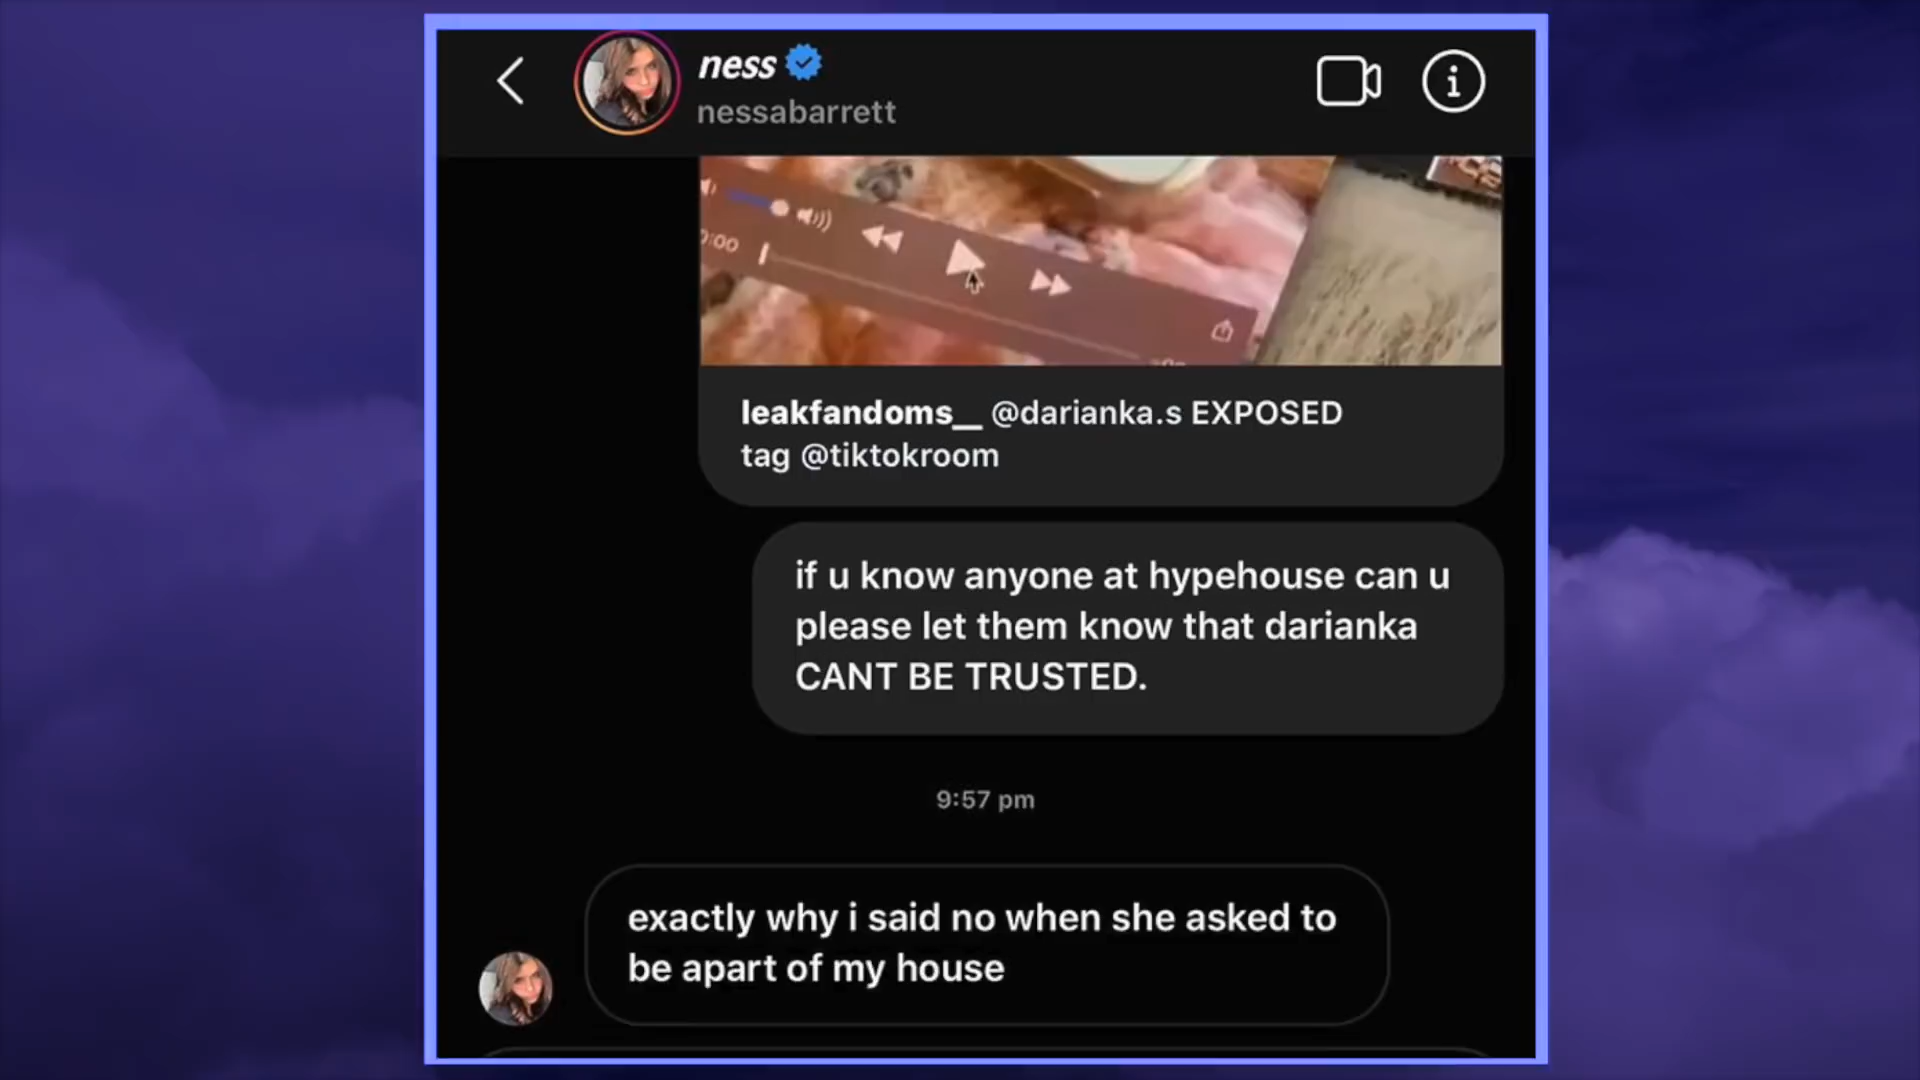 ness
nessabarrett
0:00
leakfandoms__ @darianka.s EXPOSED
tag @tiktokroom
if u know anyone at hypehouse can u
please let them know that darianka
CANT BE TRUSTED.
9:57 pm
exactly why i said no when she asked to
be apart of my house